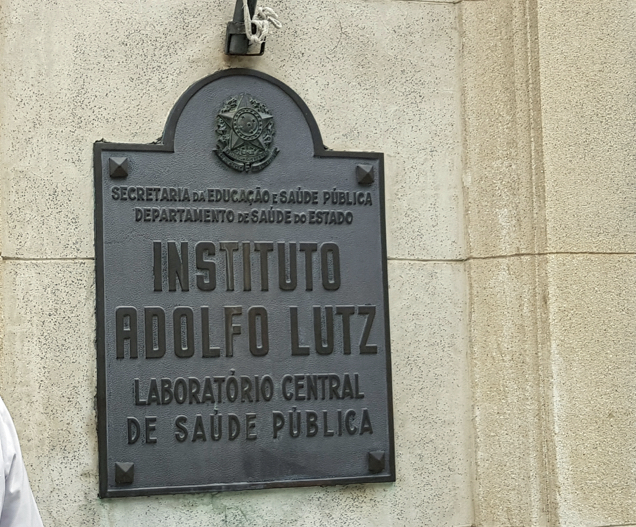 SECRETARIA DA EDUCAÇÃO E SAÚDE PÚBLICA
DEPARTAMENTO DE SAÚDE DO ESTADO
INSTITUTO
ADOLFO LUTZ
LABORATÓRIO CENTRAL
DE SAÚDE PÚBLICA